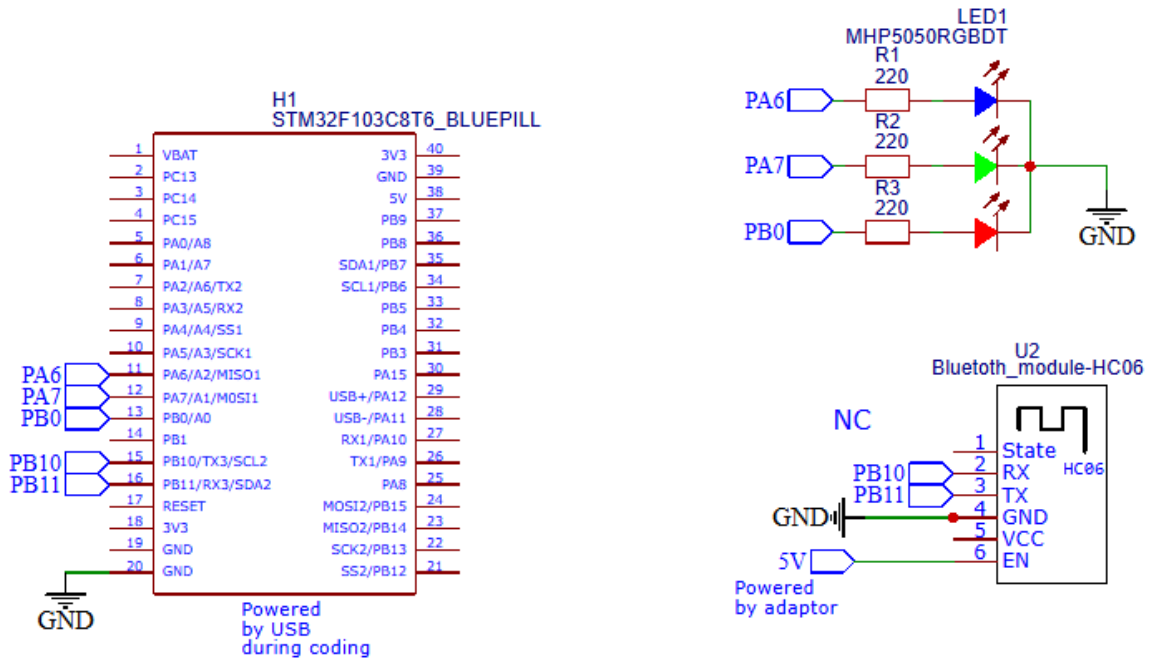 H1
STM32F103C8T6_BLUEPILL
1 VBAT
2 PC13
3 PC14
4 PC15
5 PA0/A8
6 PA1/A7
7 PA2/A6/TX2
8 PA3/A5/RX2
9 PA4/A4/SS1
10 PA5/A3/SCK1
PA6 11 PA6/A2/MISO1
PA7 12 PA7/A1/MOSI1
PB0 13 PB0/A0
14 PB1
PB10 15 PB10/TX3/SCL2
PB11 16 PB11/RX3/SDA2
17 RESET
18 3V3
19 GND
20 GND
GND
3V3 40
GND 39
5V 38
PB9 37
PB8 36
SDA1/PB7 35
SCL1/PB6 34
PB5 33
PB4 32
PB3 31
PA15 30
USB+/PA12 29
USB-/PA11 28
RX1/PA10 27
TX1/PA9 26
PA8 25
MOSI2/PB15 24
MISO2/PB14 23
SCK2/PB13 22
SS2/PB12 21
Powered
by USB
during coding
LED1
MHP5050RGBDT
R1
220
PA6
R2
220
PA7
R3
220
PB0
GND
U2
Bluetoth_module-HC06
NC
1 State
PB10 2 RX
HC06
PB11 3 TX
GND 4 GND
5 VCC
5V 6 EN
Powered
by adaptor